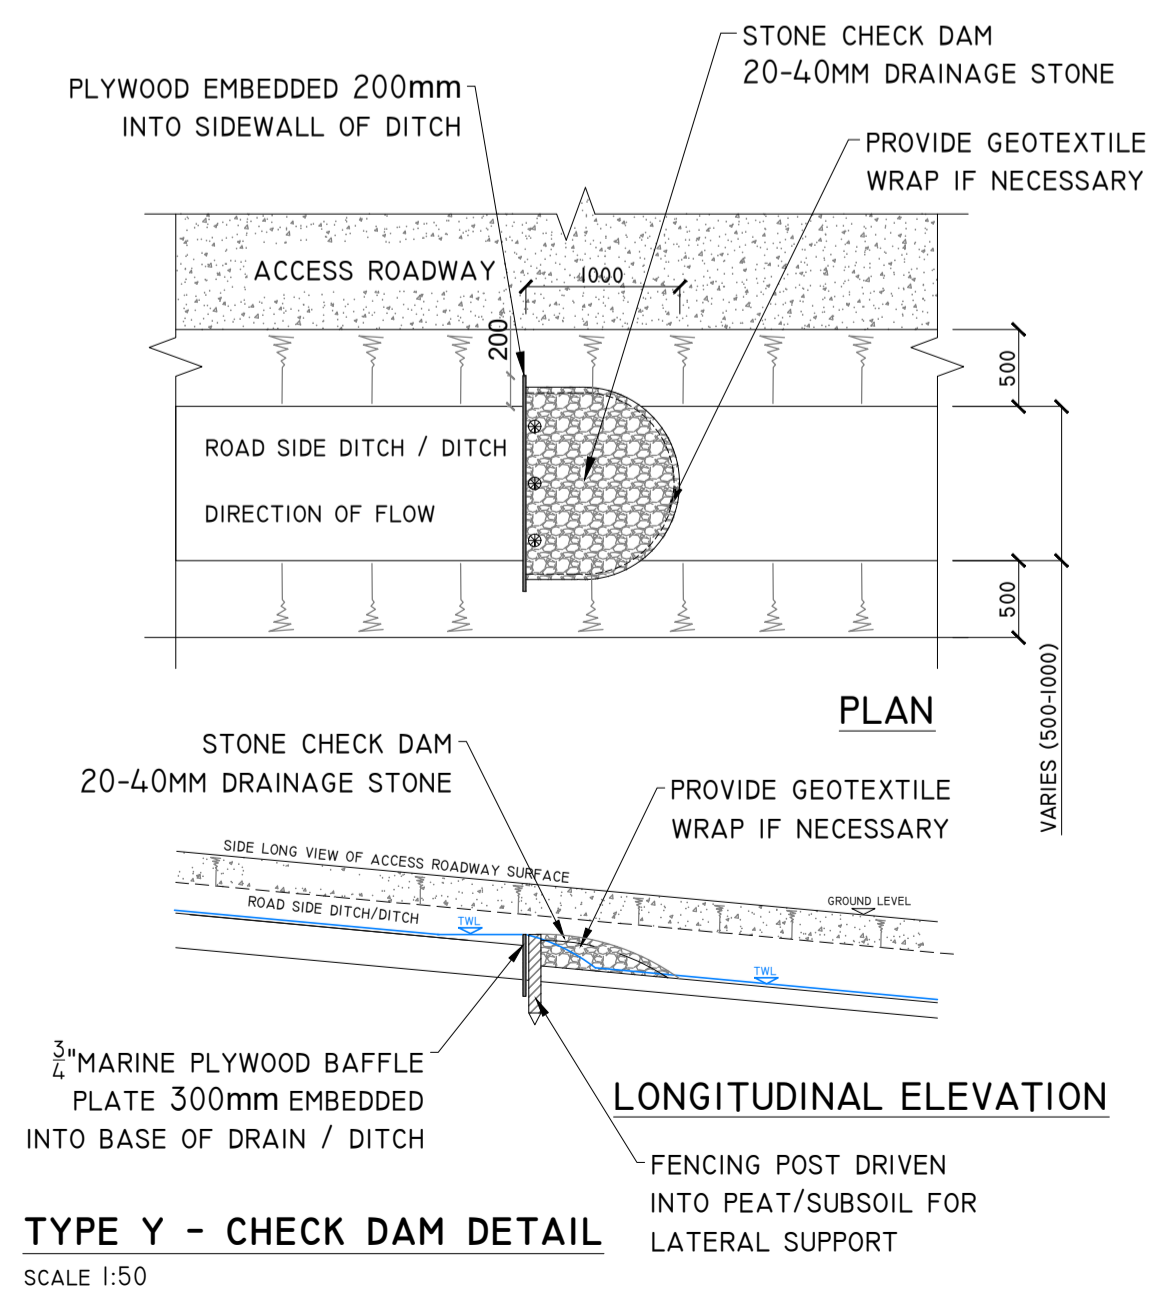 STONE CHECK DAM
20-40MM DRAINAGE STONE
PLYWOOD EMBEDDED 200mm
INTO SIDEWALL OF DITCH
PROVIDE GEOTEXTILE
WRAP IF NECESSARY
ACCESS ROADWAY
1000
200
500
ROAD SIDE DITCH / DITCH
DIRECTION OF FLOW
500
VARIES (500-1000)
PLAN
STONE CHECK DAM
20-40MM DRAINAGE STONE
PROVIDE GEOTEXTILE
WRAP IF NECESSARY
SIDE LONG VIEW OF ACCESS ROADWAY SURFACE
GROUND LEVEL
ROAD SIDE DITCH/DITCH
TWL
TWL
3/4"MARINE PLYWOOD BAFFLE
PLATE 300mm EMBEDDED
INTO BASE OF DRAIN / DITCH
LONGITUDINAL ELEVATION
FENCING POST DRIVEN
INTO PEAT/SUBSOIL FOR
LATERAL SUPPORT
TYPE Y - CHECK DAM DETAIL
SCALE 1:50